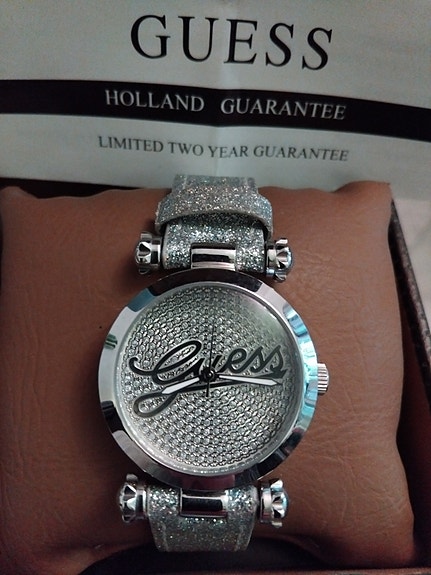 GUESS
HOLLAND GUARANTEE
LIMITED TWO YEAR GUARANTEE
Guess